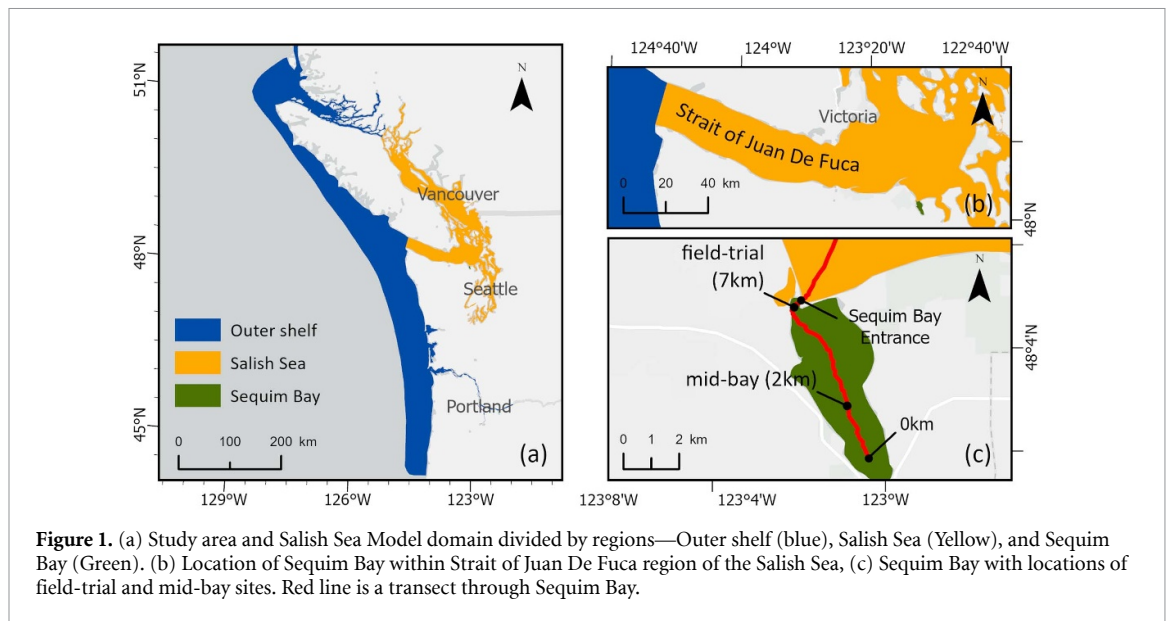 51°N
48°N
45°N
N
Vancouver
Seattle
Portland
Outer shelf
Salish Sea
Sequim Bay
0 100 200 km
(a)
129°W 126°W 123°W
124°40'W 124°W 123°20'W 122°40'W
N
Victoria
Strait of Juan De Fuca
0 20 40 km
(b)
48°N
field-trial
(7km)
N
Sequim Bay
Entrance
48°4'N
mid-bay (2km)
0km
0 1 2 km
(c)
123°8'W 123°4'W 123°W
Figure 1. (a) Study area and Salish Sea Model domain divided by regions—Outer shelf (blue), Salish Sea (Yellow), and Sequim
Bay (Green). (b) Location of Sequim Bay within Strait of Juan De Fuca region of the Salish Sea, (c) Sequim Bay with locations of
field-trial and mid-bay sites. Red line is a transect through Sequim Bay.